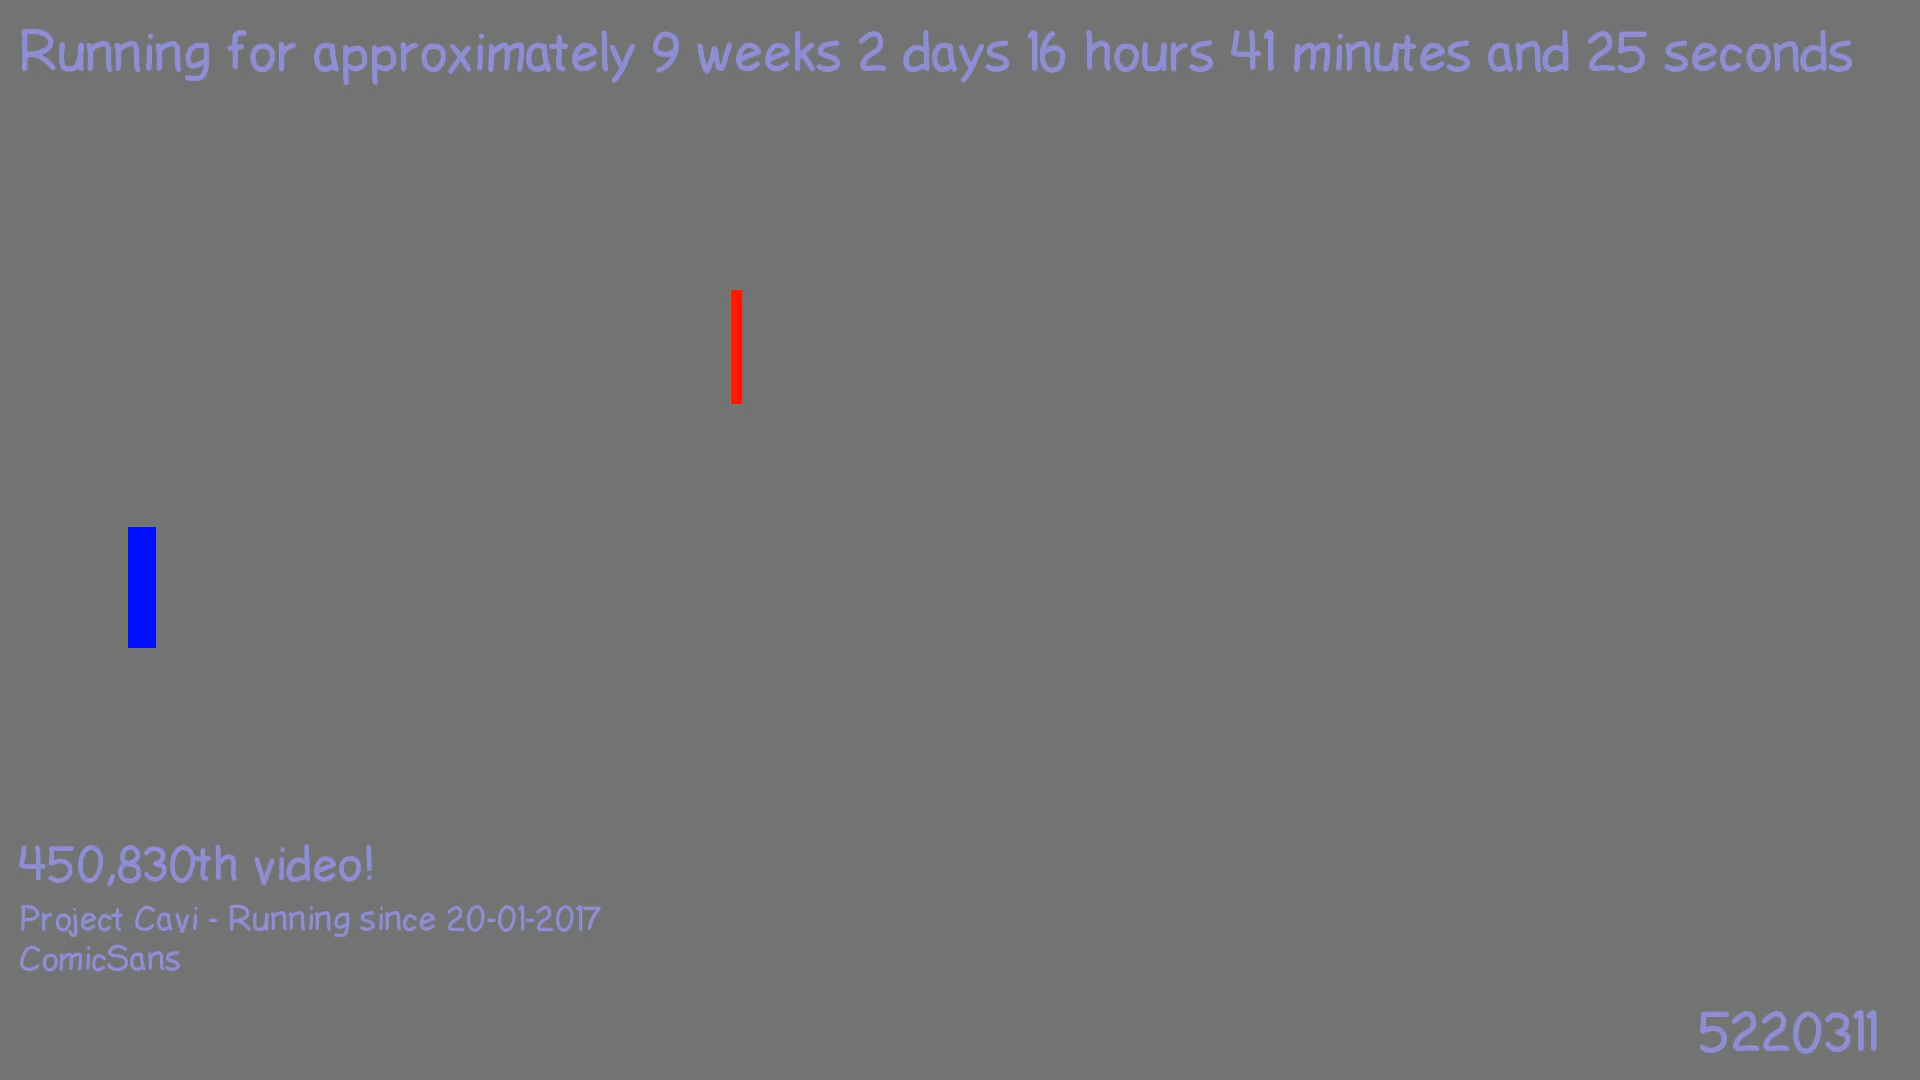 Running for approximately 9 weeks 2 days 16 hours 41 minutes and 25 seconds
450,830th video!
Project Cavi - Running since 20-01-2017
ComicSans
5220311